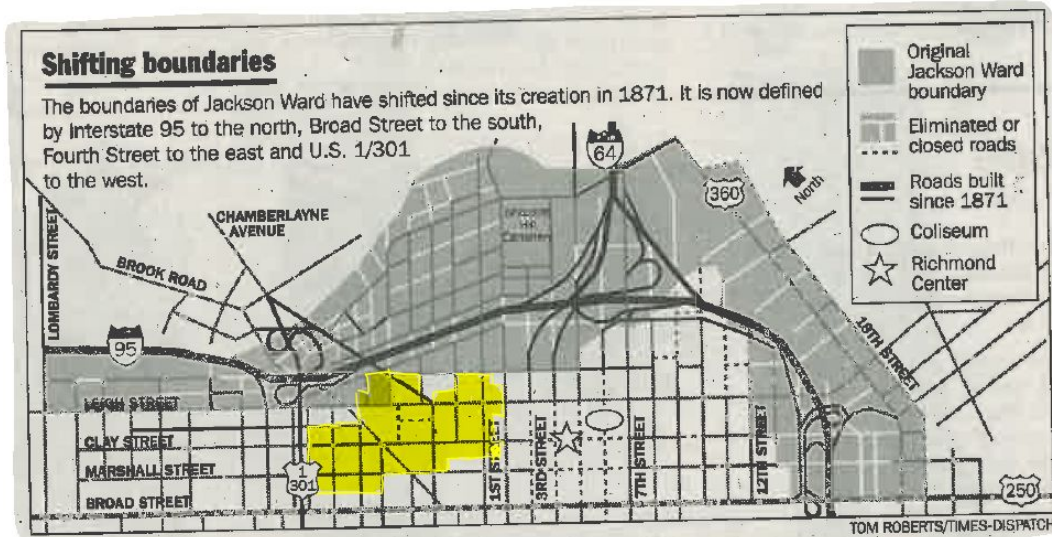 Shifting boundaries
The boundaries of Jackson Ward have shifted since its creation in 1871. It is now defined
by Interstate 95 to the north, Broad Street to the south,
Fourth Street to the east and U.S. 1/301
to the west.
Original
Jackson Ward
boundary
Eliminated or
closed roads
Roads built
since 1871
Coliseum
Richmond
Center
64
360
North
CHAMBERLAYNE
AVENUE
BROOK ROAD
LOMBARDY STREET
95
18TH STREET
LEIGH STREET
CLAY STREET
MARSHALL STREET
BROAD STREET
1
301
1ST STREET
3RD STREET
7TH STREET
12TH STREET
250
TOM ROBERTS/TIMES-DISPATCH